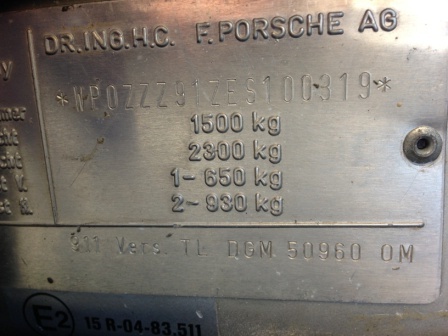 DR.ING.H.C. F.PORSCHE AG
*WP0ZZZ91ZES100319*
1500 kg
2300 kg
1- 650 kg
2- 930 kg
911 Vers. TL DGM 50960 OM
E2 15 R-04-83.511